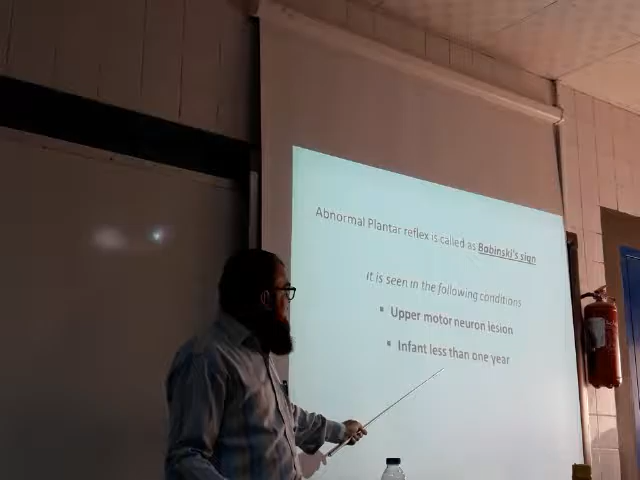 Abnormal Plantar reflex is called as Babinski's sign
It is seen in the following conditions
▪ Upper motor neuron lesion
▪ Infant less than one year